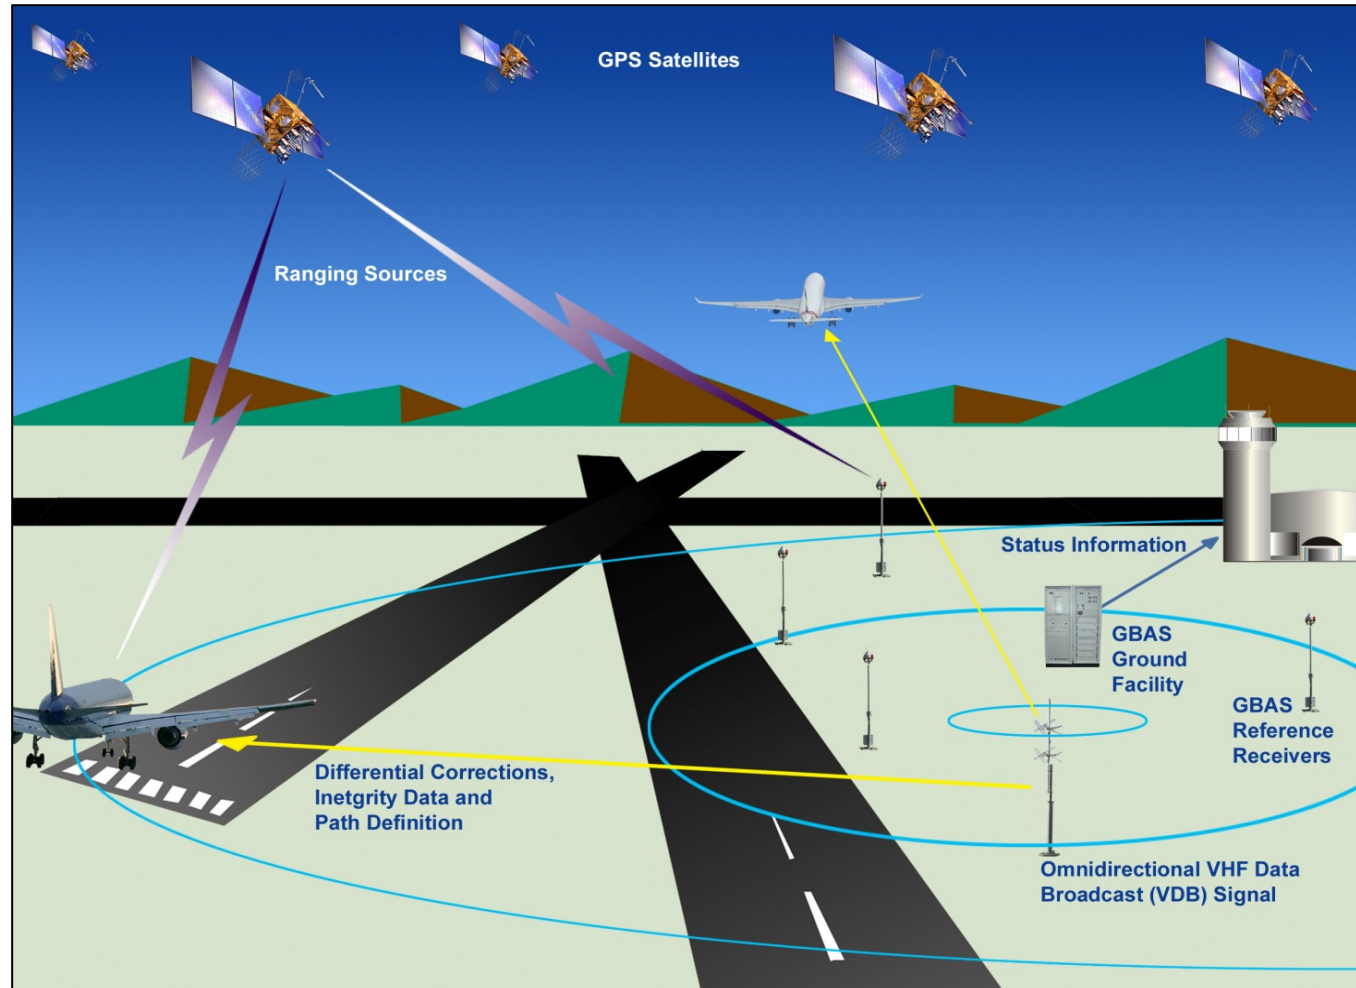 GPS Satellites
Ranging Sources
Status Information
GBAS
Ground
Facility
GBAS
Reference
Receivers
Differential Corrections,
Inetgrity Data and
Path Definition
Omnidirectional VHF Data
Broadcast (VDB) Signal